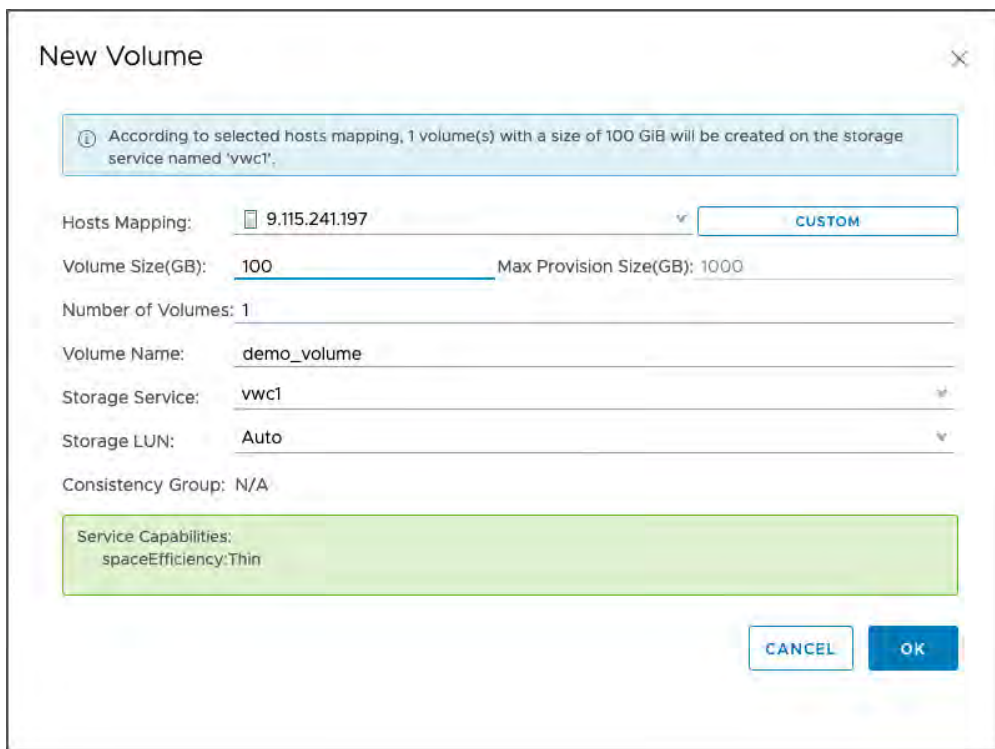 New Volume
According to selected hosts mapping, 1 volume(s) with a size of 100 GiB will be created on the storage
service named 'vwc1'.
Hosts Mapping: 9.115.241.197 CUSTOM
Volume Size(GB): 100 Max Provision Size(GB): 1000
Number of Volumes: 1
Volume Name: demo_volume
Storage Service: vwc1
Storage LUN: Auto
Consistency Group: N/A
Service Capabilities:
spaceEfficiency:Thin
CANCEL OK